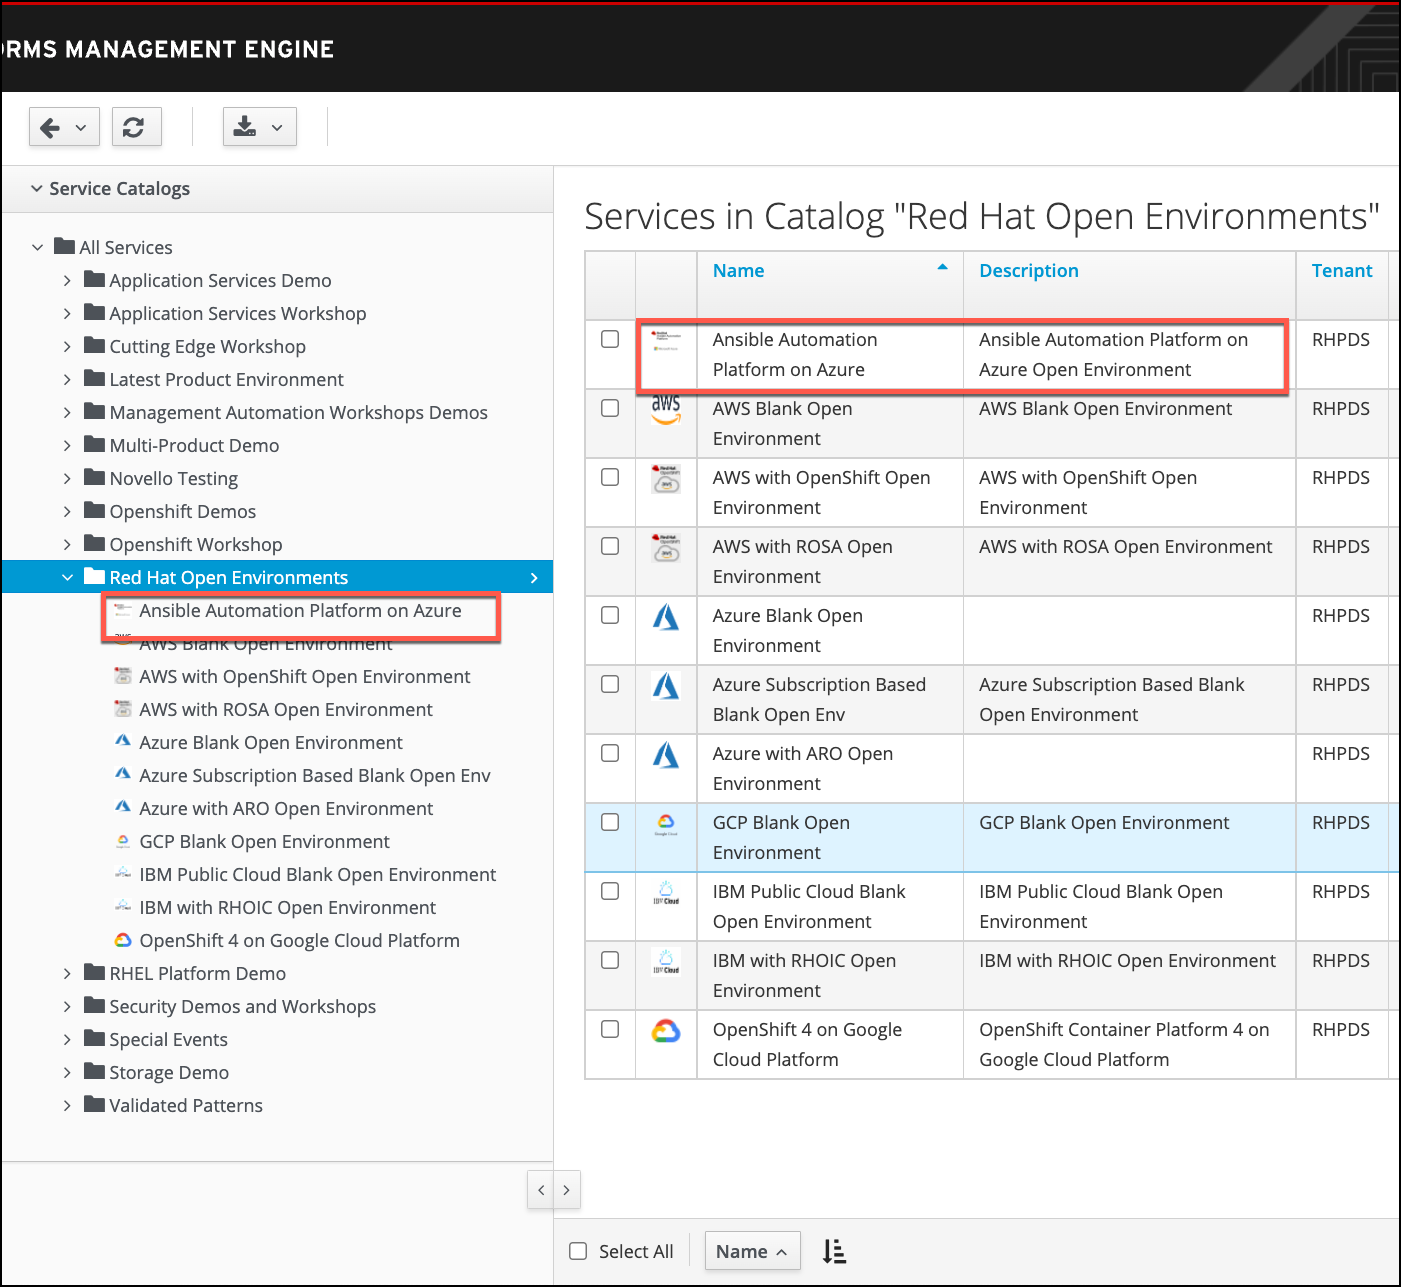 ORMS MANAGEMENT ENGINE
Service Catalogs
All Services
Application Services Demo
Application Services Workshop
Cutting Edge Workshop
Latest Product Environment
Management Automation Workshops Demos
Multi-Product Demo
Novello Testing
Openshift Demos
Openshift Workshop
Red Hat Open Environments
Ansible Automation Platform on Azure
AWS Blank Open Environment
AWS with OpenShift Open Environment
AWS with ROSA Open Environment
Azure Blank Open Environment
Azure Subscription Based Blank Open Env
Azure with ARO Open Environment
GCP Blank Open Environment
IBM Public Cloud Blank Open Environment
IBM with RHOIC Open Environment
OpenShift 4 on Google Cloud Platform
RHEL Platform Demo
Security Demos and Workshops
Special Events
Storage Demo
Validated Patterns
Services in Catalog "Red Hat Open Environments"
Name Description Tenant
Ansible Automation Ansible Automation Platform on RHPDS
Platform on Azure Azure Open Environment
aws AWS Blank Open AWS Blank Open Environment RHPDS
Environment
AWS with OpenShift Open AWS with OpenShift Open RHPDS
Environment Environment
AWS with ROSA Open AWS with ROSA Open Environment RHPDS
Environment
Azure Blank Open RHPDS
Environment
Azure Subscription Based Azure Subscription Based Blank RHPDS
Blank Open Env Open Environment
Azure with ARO Open RHPDS
Environment
GCP Blank Open GCP Blank Open Environment RHPDS
Google Cloud Environment
IBM Public Cloud Blank IBM Public Cloud Blank Open RHPDS
IBM Cloud Open Environment Environment
IBM with RHOIC Open IBM with RHOIC Open Environment RHPDS
IBM Cloud Environment
OpenShift 4 on Google OpenShift Container Platform 4 on RHPDS
Cloud Platform Google Cloud Platform
Select All Name